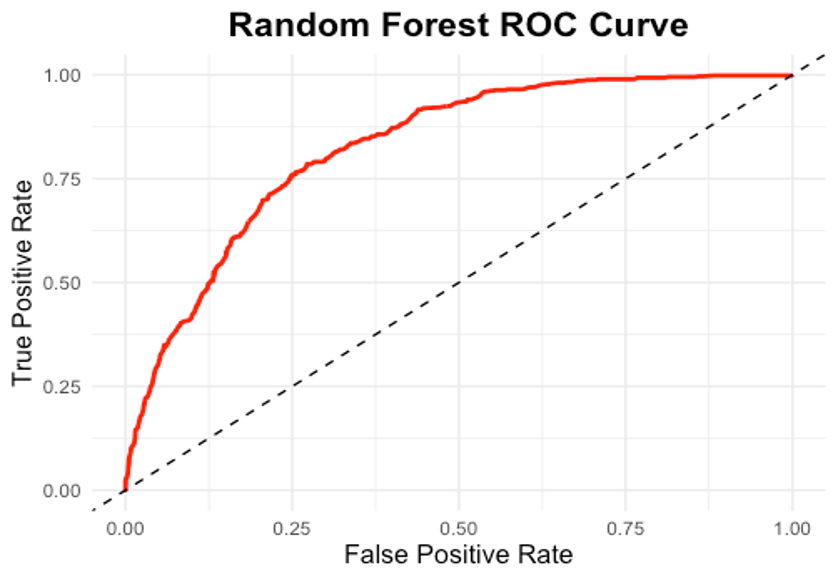 Random Forest ROC Curve
True Positive Rate
1.00
0.75
0.50
0.25
0.00
0.00 0.25 0.50 0.75 1.00
False Positive Rate